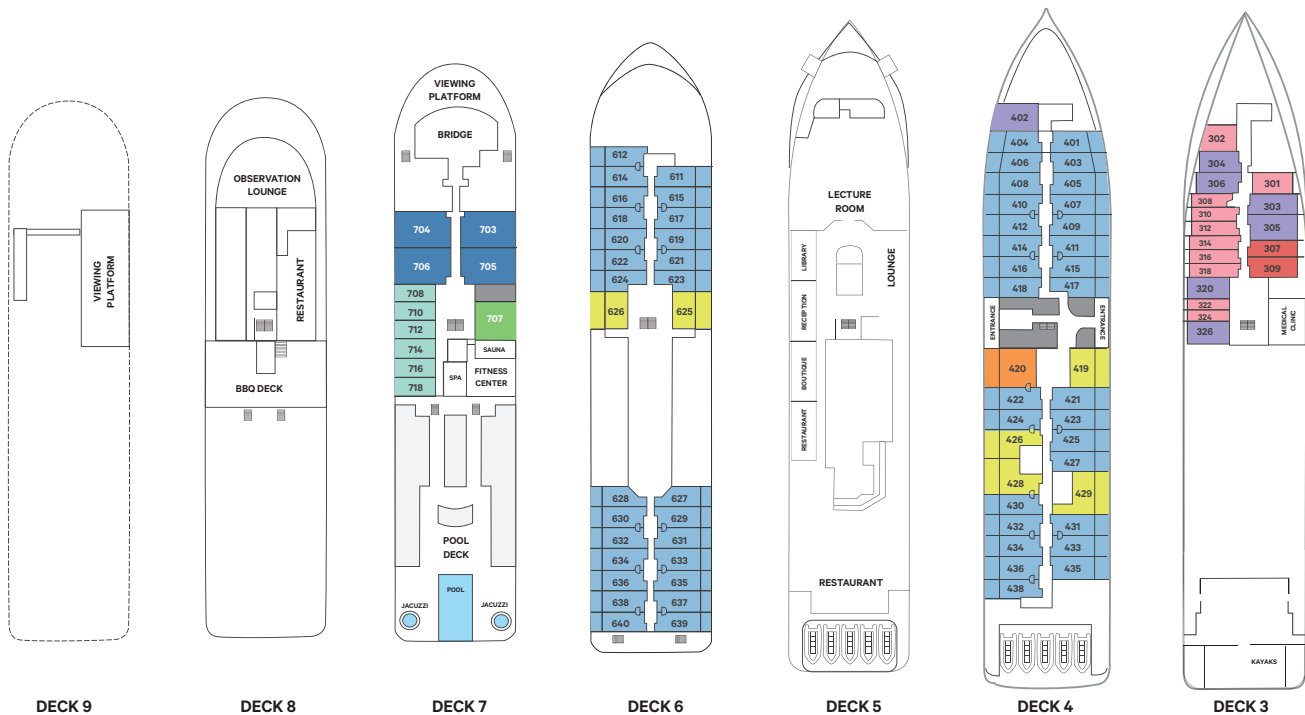 VIEWING
PLATFORM
DECK 9
OBSERVATION
LOUNGE
RESTAURANT
BBQ DECK
DECK 8
VIEWING
PLATFORM
BRIDGE
704
703
706
705
708
710
707
712
714
SAUNA
716
SPA
FITNESS
CENTER
718
POOL
DECK
POOL
JACUZZI
JACUZZI
DECK 7
612
614
611
616
615
618
617
620
619
622
621
624
623
626
625
628
627
630
629
632
631
634
633
636
635
638
637
640
639
DECK 6
LECTURE
ROOM
LIBRARY
LOUNGE
RECEPTION
BOUTIQUE
RESTAURANT
RESTAURANT
DECK 5
402
404
401
406
403
408
405
410
407
412
409
414
411
416
415
418
417
ENTRANCE
ENTRANCE
420
419
422
421
424
423
426
425
427
428
429
430
432
431
434
433
436
435
438
DECK 4
302
304
306
301
308
303
310
312
305
314
307
316
309
318
320
322
324
326
MEDICAL
CLINIC
KAYAKS
DECK 3